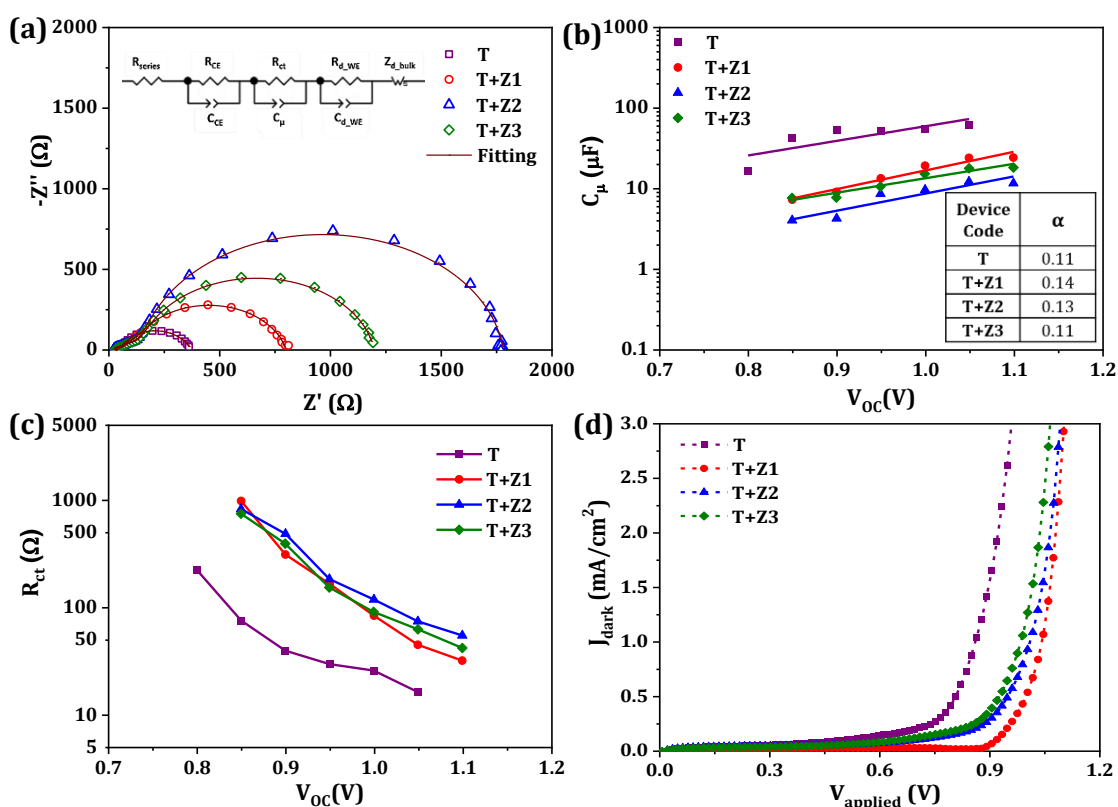 (a)
2000
1500
1000
500
0
-Z'' (Ω)
R_series
R_CE
R_ct
R_d_WE
Z_d_bulk
C_CE
C_μ
C_d_WE
T
T+Z1
T+Z2
T+Z3
Fitting
0
500
1000
1500
2000
Z' (Ω)
(b)
1000
100
10
1
0.1
C_μ (μF)
T
T+Z1
T+Z2
T+Z3
Device Code
α
T
0.11
T+Z1
0.14
T+Z2
0.13
T+Z3
0.11
0.7
0.8
0.9
1.0
1.1
1.2
V_OC(V)
(c)
5000
1000
500
100
50
10
5
R_ct (Ω)
T
T+Z1
T+Z2
T+Z3
0.7
0.8
0.9
1.0
1.1
1.2
V_OC(V)
(d)
3.0
2.5
2.0
1.5
1.0
0.5
0.0
J_dark (mA/cm²)
T
T+Z1
T+Z2
T+Z3
0.0
0.3
0.6
0.9
1.2
V_applied (V)